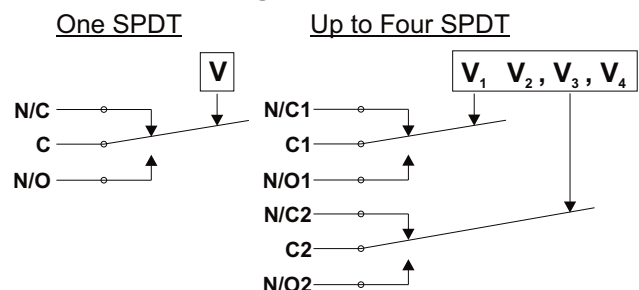 One SPDT
V
N/C
C
N/O
Up to Four SPDT
V1 V2 , V3 , V4
N/C1
C1
N/O1
N/C2
C2
N/O2